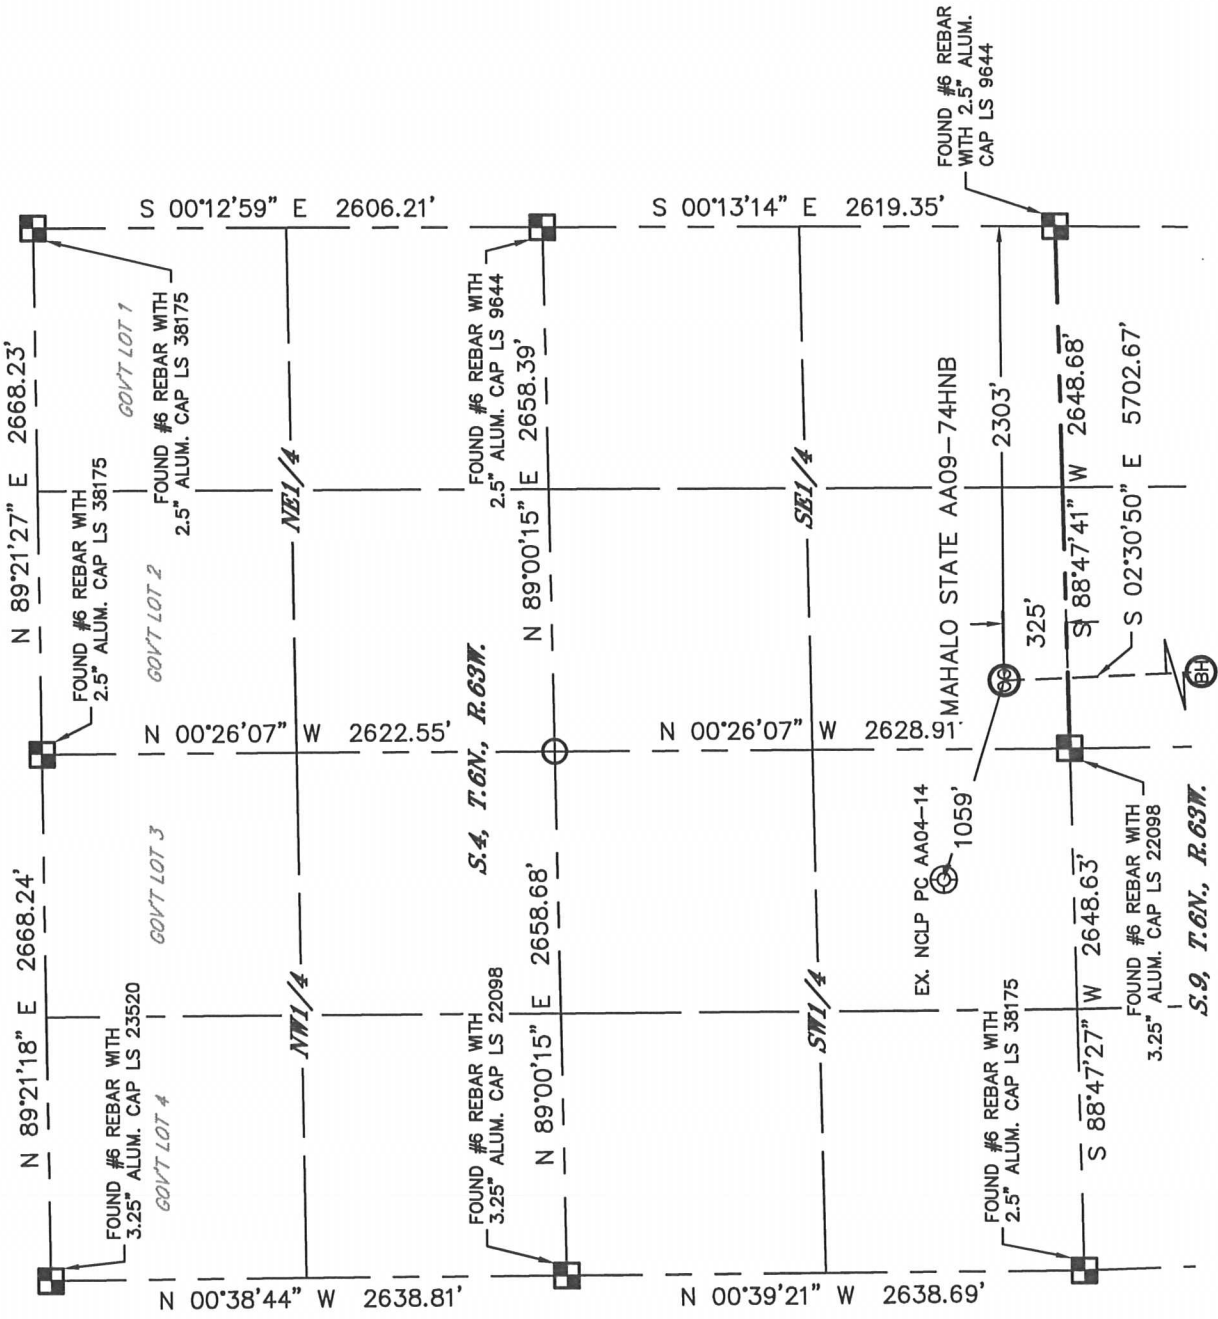 N 89°21'18" E 2668.24'
N 89°21'27" E 2668.23'
FOUND #6 REBAR WITH
3.25" ALUM. CAP LS 23520
FOUND #6 REBAR WITH
2.5" ALUM. CAP LS 38175
FOUND #6 REBAR WITH
2.5" ALUM. CAP LS 38175
GOV'T LOT 4
GOV'T LOT 3
GOV'T LOT 2
GOV'T LOT 1
N 00°38'44" W 2638.81'
N 00°26'07" W 2622.55'
S 00°12'59" E 2606.21'
NW1/4
NE1/4
S.4, T.6N., R.63W.
FOUND #6 REBAR WITH
3.25" ALUM. CAP LS 22098
FOUND #6 REBAR WITH
2.5" ALUM. CAP LS 9644
N 89°00'15" E 2658.68'
N 89°00'15" E 2658.39'
N 00°39'21" W 2638.69'
N 00°26'07" W 2628.91'
S 00°13'14" E 2619.35'
SW1/4
SE1/4
EX. NCLP PC AA04-14
1059'
MAHALO STATE AA09-74HNB
2303'
325'
FOUND #6 REBAR
WITH 2.5" ALUM.
CAP LS 9644
FOUND #6 REBAR WITH
2.5" ALUM. CAP LS 38175
S 88°47'27" W 2648.63'
S 88°47'41" W 2648.68'
FOUND #6 REBAR WITH
3.25" ALUM. CAP LS 22098
S 02°30'50" E 5702.67'
BH
S.9, T.6N., R.63W.